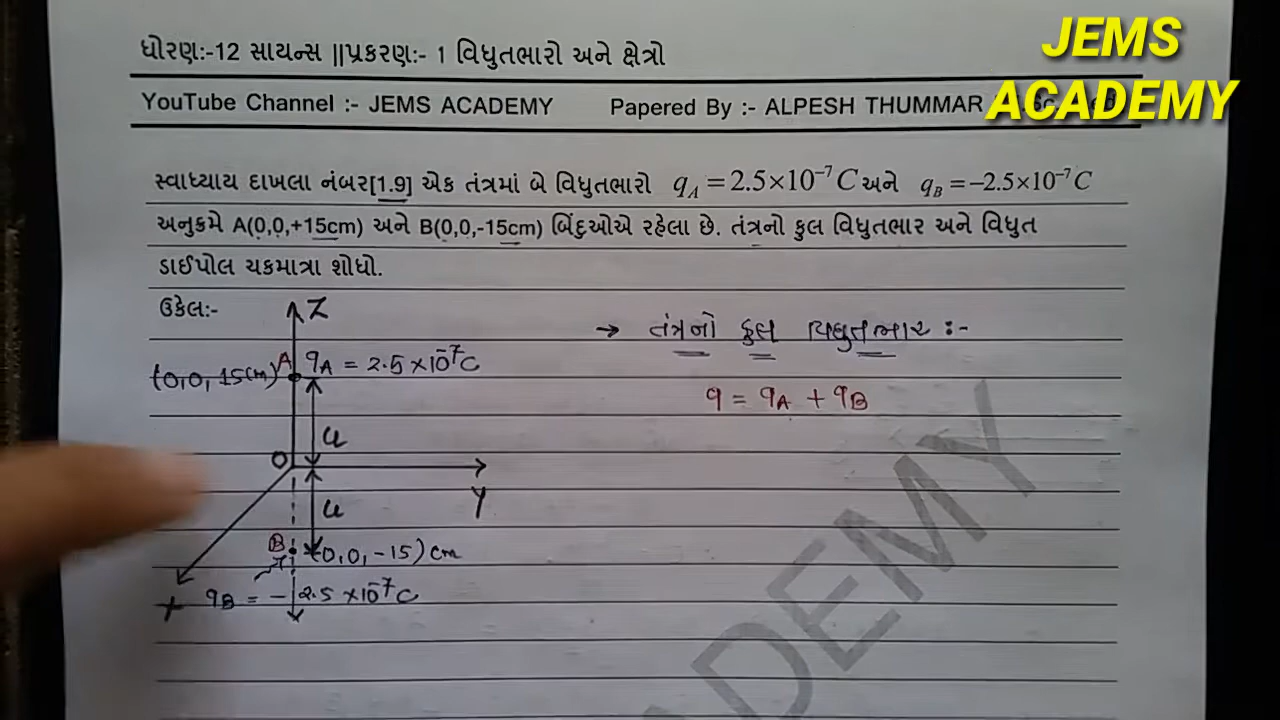 JEMS
ACADEMY
ધોરણ:-12 સાયન્સ ||પ્રકરણ:- 1 વિધુતભારો અને ક્ષેત્રો
YouTube Channel :- JEMS ACADEMY Papered By :- ALPESH THUMMAR
સ્વાધ્યાય દાખલા નંબર[1.9] એક તંત્રમાં બે વિધુતભારો q_A = 2.5×10⁻⁷ C અને q_B = −2.5×10⁻⁷ C
અનુક્રમે A(0,0,+15cm) અને B(0,0,-15cm) બિંદુઓએ રહેલા છે. તંત્રનો કુલ વિધુતભાર અને વિધુત
ડાઈપોલ ચકમાત્રા શોધો.
ઉકેલ:-
Z
→ તંત્રનો કુલ વિધુતભાર :-
A q_A = 2.5 × 10⁻⁷ C
(0,0, 15cm)
q = q_A + q_B
a
O
Y
a
B (0,0, -15) cm
X q_B = - 2.5 × 10⁻⁷ C
ADEMY